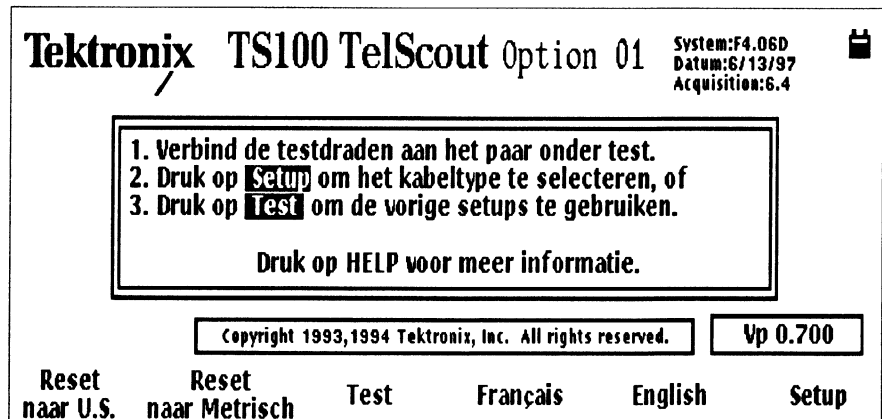 Tektronix TS100 TelScout Option 01
System:F4.06D
Datum:6/13/97
Acquisition:6.4
1. Verbind de testdraden aan het paar onder test.
2. Druk op Setup om het kabeltype te selecteren, of
3. Druk op Test om de vorige setups te gebruiken.
Druk op HELP voor meer informatie.
Copyright 1993,1994 Tektronix, Inc. All rights reserved.
Vp 0.700
Reset
naar U.S.
Reset
naar Metrisch
Test
Français
English
Setup